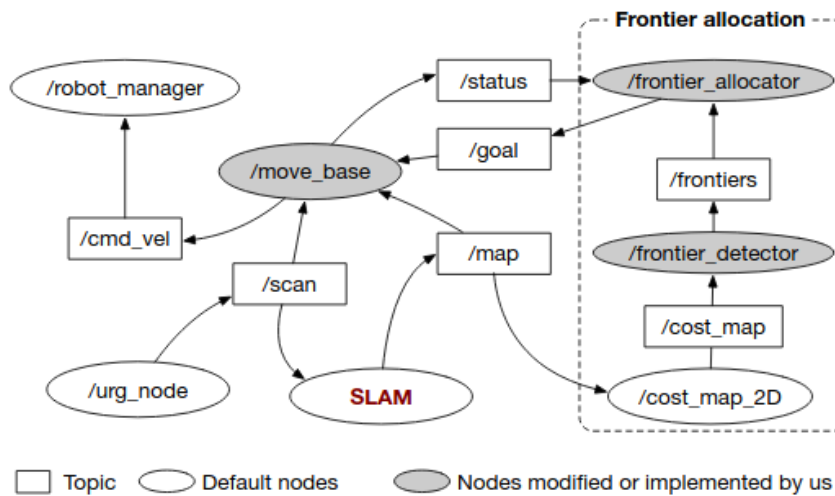 Frontier allocation
/status
/frontier_allocator
/robot_manager
/goal
/move_base
/frontiers
/cmd_vel
/map
/frontier_detector
/scan
/cost_map
/urg_node
SLAM
/cost_map_2D
Topic
Default nodes
Nodes modified or implemented by us